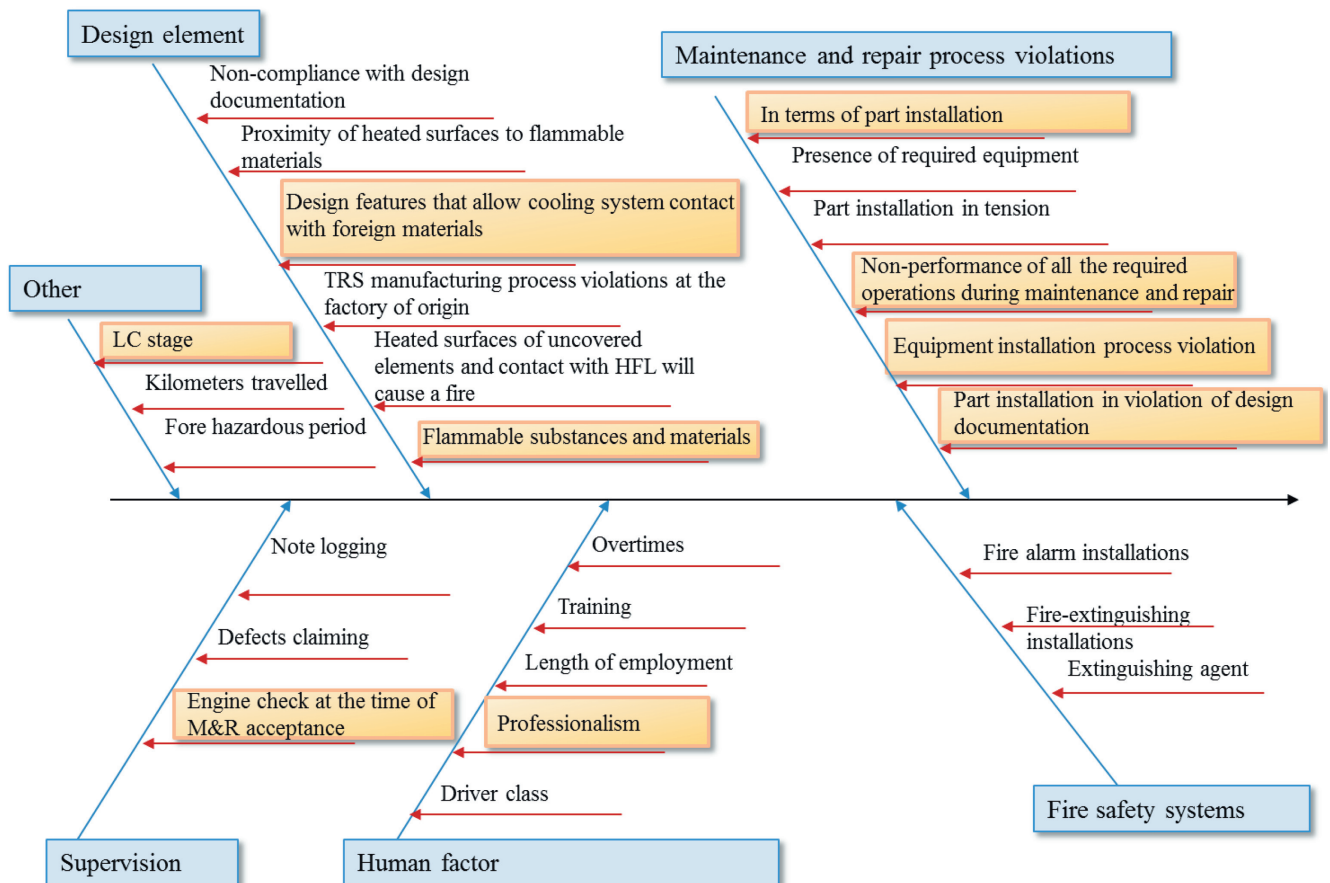 Design element
Non-compliance with design
documentation
Proximity of heated surfaces to flammable
materials
Design features that allow cooling system contact
with foreign materials
TRS manufacturing process violations at the
factory of origin
Heated surfaces of uncovered
elements and contact with HFL will
cause a fire
Flammable substances and materials
Maintenance and repair process violations
In terms of part installation
Presence of required equipment
Part installation in tension
Non-performance of all the required
operations during maintenance and repair
Equipment installation process violation
Part installation in violation of design
documentation
Other
LC stage
Kilometers travelled
Fore hazardous period
Note logging
Defects claiming
Engine check at the time of
M&R acceptance
Supervision
Overtimes
Training
Length of employment
Professionalism
Driver class
Human factor
Fire alarm installations
Fire-extinguishing
installations
Extinguishing agent
Fire safety systems